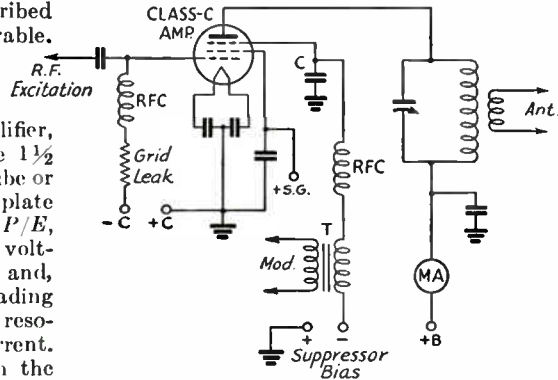 ribed
rable.
lifier,
e 1½
be or
plate
P/E,
volt-
and,
ading
reso-
rrent.
n the
CLASS-C
AMP.
R.F.
Excitation
RFC
Grid
Leak
- C
+C
+S.G.
C
RFC
T
Mod.
+ -
Suppressor
Bias
Ant.
MA
+B